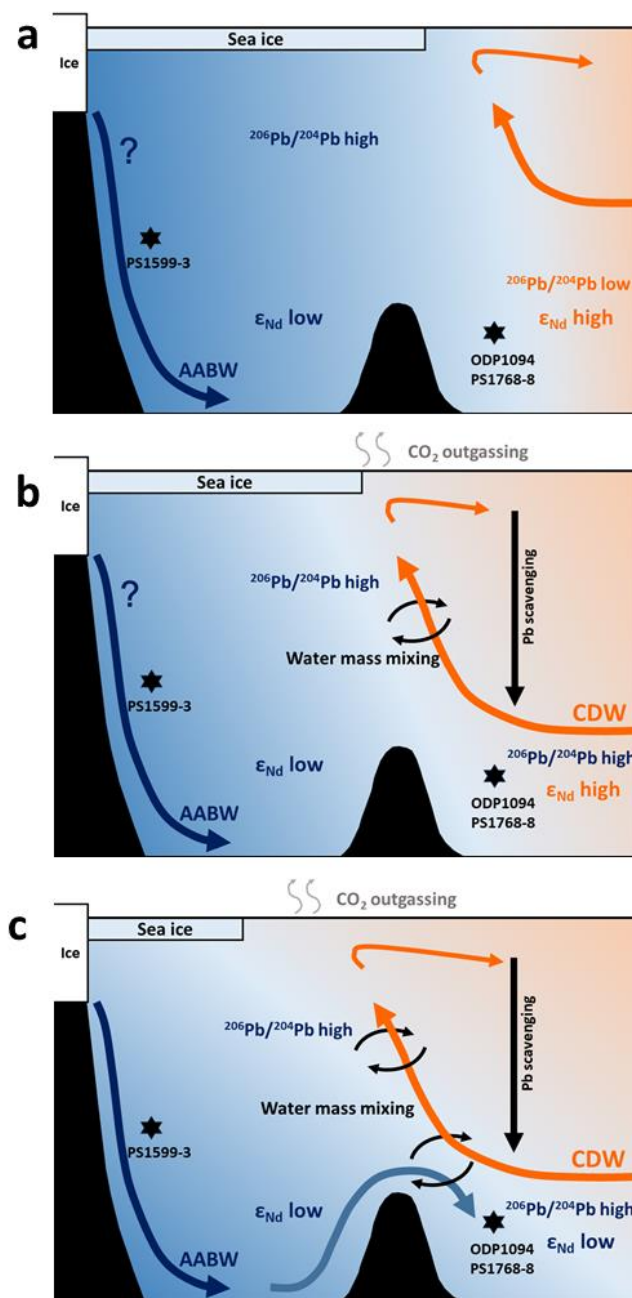 a
Sea ice
Ice
?
²⁰⁶Pb/²⁰⁴Pb high
PS1599-3
²⁰⁶Pb/²⁰⁴Pb low
εNd low
εNd high
AABW
ODP1094
PS1768-8
b
CO₂ outgassing
Sea ice
Ice
?
²⁰⁶Pb/²⁰⁴Pb high
Pb scavenging
Water mass mixing
PS1599-3
CDW
²⁰⁶Pb/²⁰⁴Pb high
εNd low
εNd high
AABW
ODP1094
PS1768-8
c
CO₂ outgassing
Sea ice
Ice
²⁰⁶Pb/²⁰⁴Pb high
Pb scavenging
Water mass mixing
PS1599-3
CDW
²⁰⁶Pb/²⁰⁴Pb high
εNd low
εNd low
AABW
ODP1094
PS1768-8